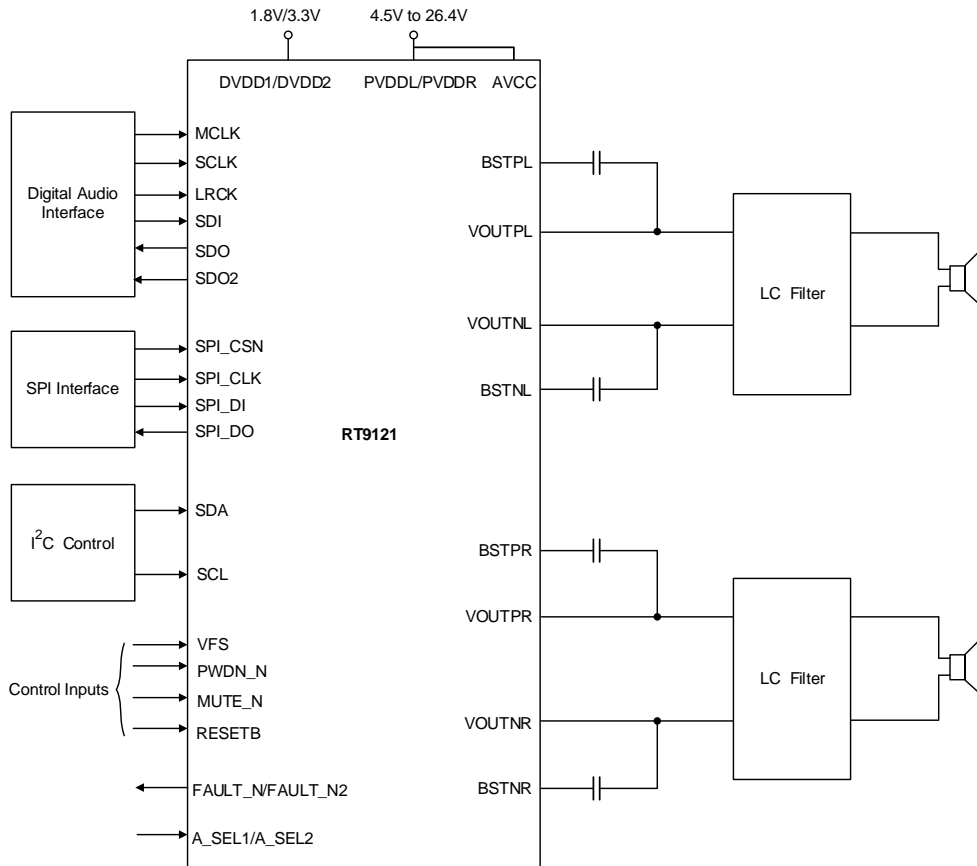 1.8V/3.3V
4.5V to 26.4V
DVDD1/DVDD2
PVDDL/PVDDR
AVCC
Digital Audio
Interface
MCLK
SCLK
LRCK
SDI
SDO
SDO2
SPI Interface
SPI_CSN
SPI_CLK
SPI_DI
SPI_DO
I²C Control
SDA
SCL
Control Inputs
VFS
PWDN_N
MUTE_N
RESETB
FAULT_N/FAULT_N2
A_SEL1/A_SEL2
RT9121
BSTPL
VOUTPL
VOUTNL
BSTNL
LC Filter
BSTPR
VOUTPR
VOUTNR
BSTNR
LC Filter